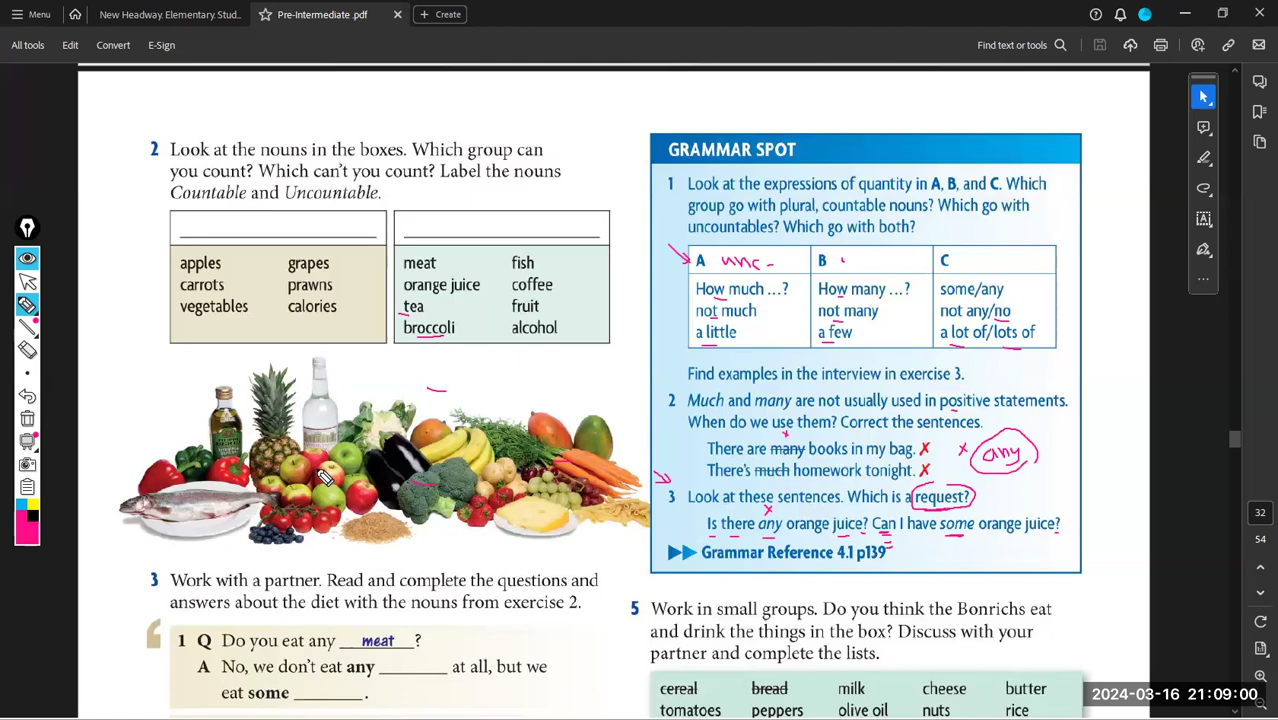 Menu
New Headway. Elementary. Stud...
Pre-Intermediate .pdf
Create
All tools
Edit
Convert
E-Sign
Find text or tools
2 Look at the nouns in the boxes. Which group can
you count? Which can't you count? Label the nouns
Countable and Uncountable.
apples grapes
carrots prawns
vegetables calories
meat fish
orange juice coffee
tea fruit
broccoli alcohol
3 Work with a partner. Read and complete the questions and
answers about the diet with the nouns from exercise 2.
1 Q Do you eat any meat ?
A No, we don't eat any ________ at all, but we
eat some ________ .
GRAMMAR SPOT
1 Look at the expressions of quantity in A, B, and C. Which
group go with plural, countable nouns? Which go with
uncountables? Which go with both?
A unc - B C
How much ...? How many ...? some/any
not much not many not any/no
a little a few a lot of/lots of
Find examples in the interview in exercise 3.
2 Much and many are not usually used in positive statements.
When do we use them? Correct the sentences.
There are many books in my bag. ✗ x any
There's much homework tonight. ✗
3 Look at these sentences. Which is a request?
Is there any orange juice? Can I have some orange juice?
Grammar Reference 4.1 p139
5 Work in small groups. Do you think the Bonrichs eat
and drink the things in the box? Discuss with your
partner and complete the lists.
cereal bread milk cheese butter
tomatoes peppers olive oil nuts rice
32
54
2024-03-16 21:09:00